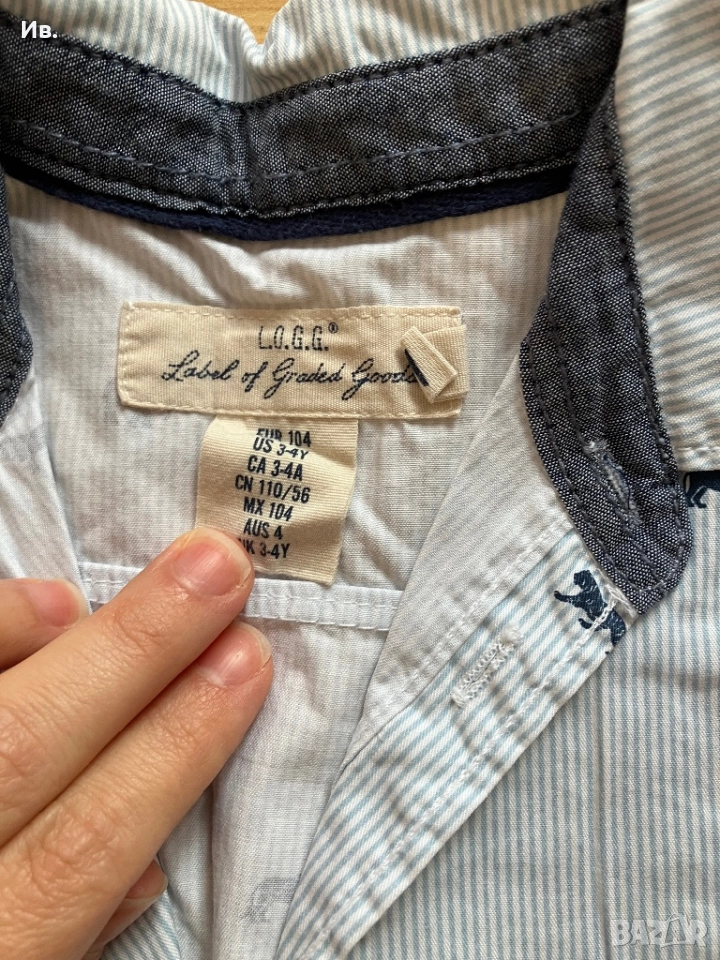 Ив.
L.O.G.G.®
Label of Graded Goods
EUR 104
US 3-4Y
CA 3-4A
CN 110/56
MX 104
AUS 4
UK 3-4Y
BAZAR